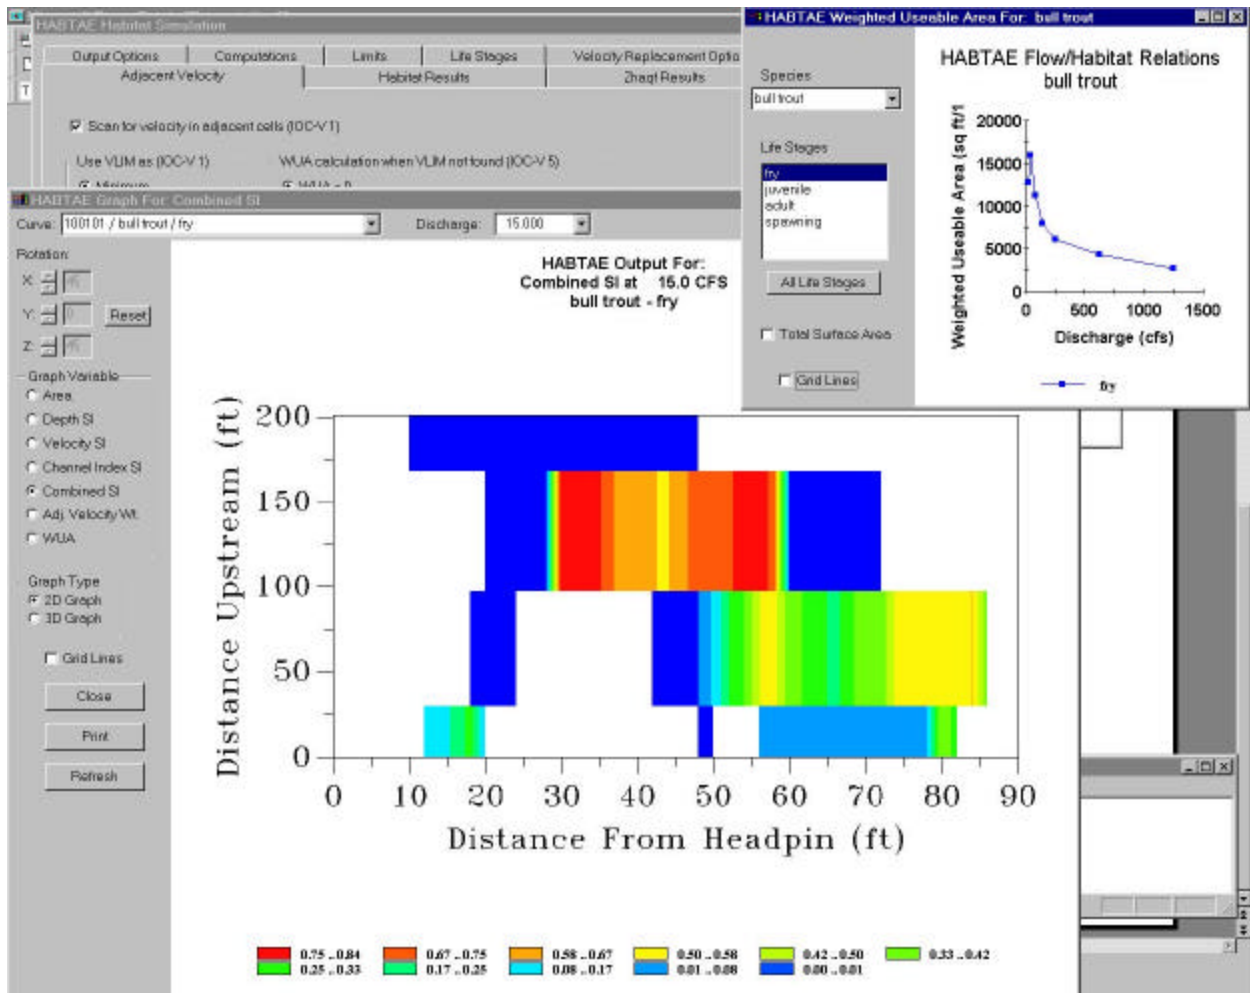 HABTAE Habitat Simulation
Output Options
Computations
Limits
Life Stages
Velocity Replacement Optio
Adjacent Velocity
Habitat Results
Zhaqt Results
Scan for velocity in adjacent cells (IOC-V 1)
Use VLIM as (IOC-V 1)
WUA calculation when VLIM not found (IOC-V 5)
Minimum
WUA = 0
HABTAE Weighted Useable Area For: bull trout
Species
bull trout
Life Stages
fry
juvenile
adult
spawning
All Life Stages
Total Surface Area
Grid Lines
HABTAE Flow/Habitat Relations
bull trout
Weighted Useable Area (sq ft/1
20000
15000
10000
5000
0
0 500 1000 1500
Discharge (cfs)
fry
HABTAE Graph For: Combined SI
Curve: 100101 / bull trout / fry
Discharge: 15.000
Rotation:
X:
Y: 0
Reset
Z:
Graph Variable
Area
Depth SI
Velocity SI
Channel Index SI
Combined SI
Adj. Velocity Wt.
WUA
Graph Type
2D Graph
3D Graph
Grid Lines
Close
Print
Refresh
HABTAE Output For:
Combined SI at 15.0 CFS
bull trout - fry
Distance Upstream (ft)
200
150
100
50
0
0 10 20 30 40 50 60 70 80 90
Distance From Headpin (ft)
0.75 .. 0.84
0.67 .. 0.75
0.58 .. 0.67
0.50 .. 0.58
0.42 .. 0.50
0.33 .. 0.42
0.25 .. 0.33
0.17 .. 0.25
0.08 .. 0.17
0.01 .. 0.08
0.00 .. 0.01